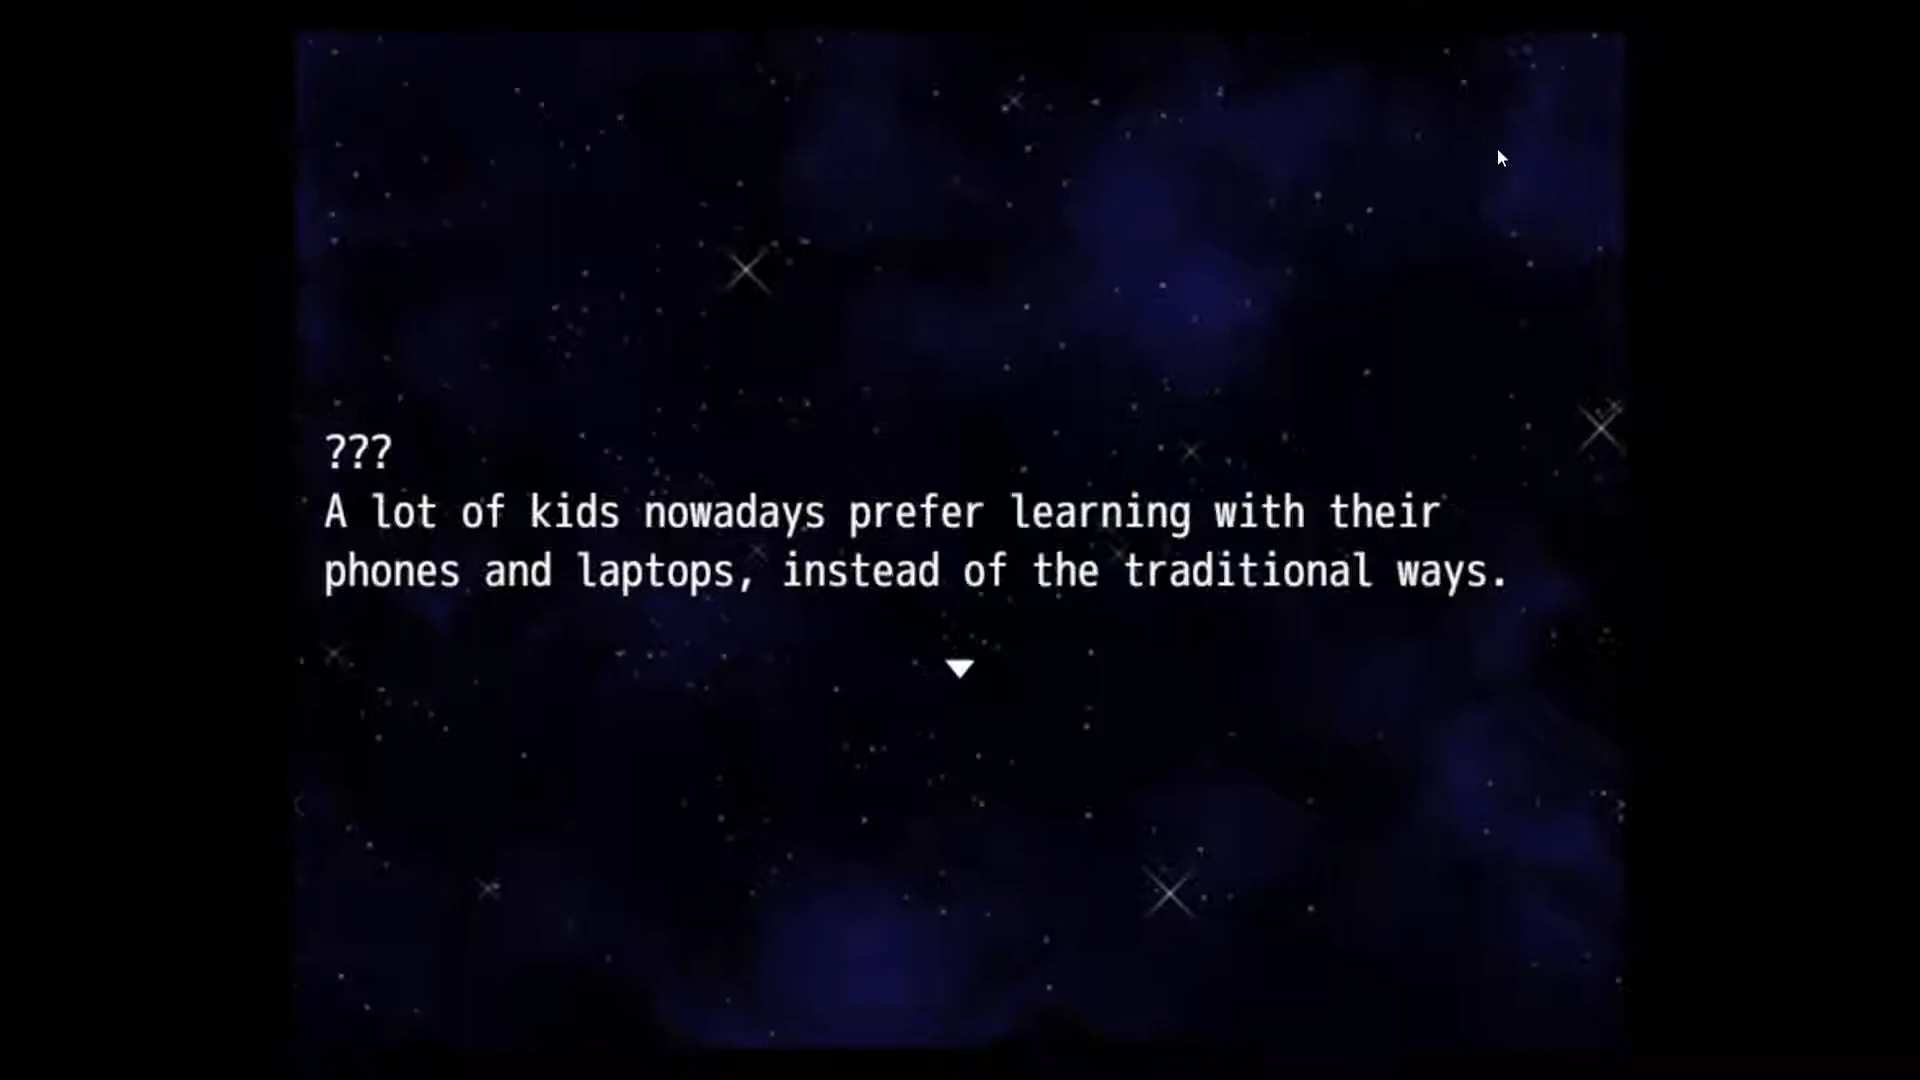 ???
A lot of kids nowadays prefer learning with their
phones and laptops, instead of the traditional ways.